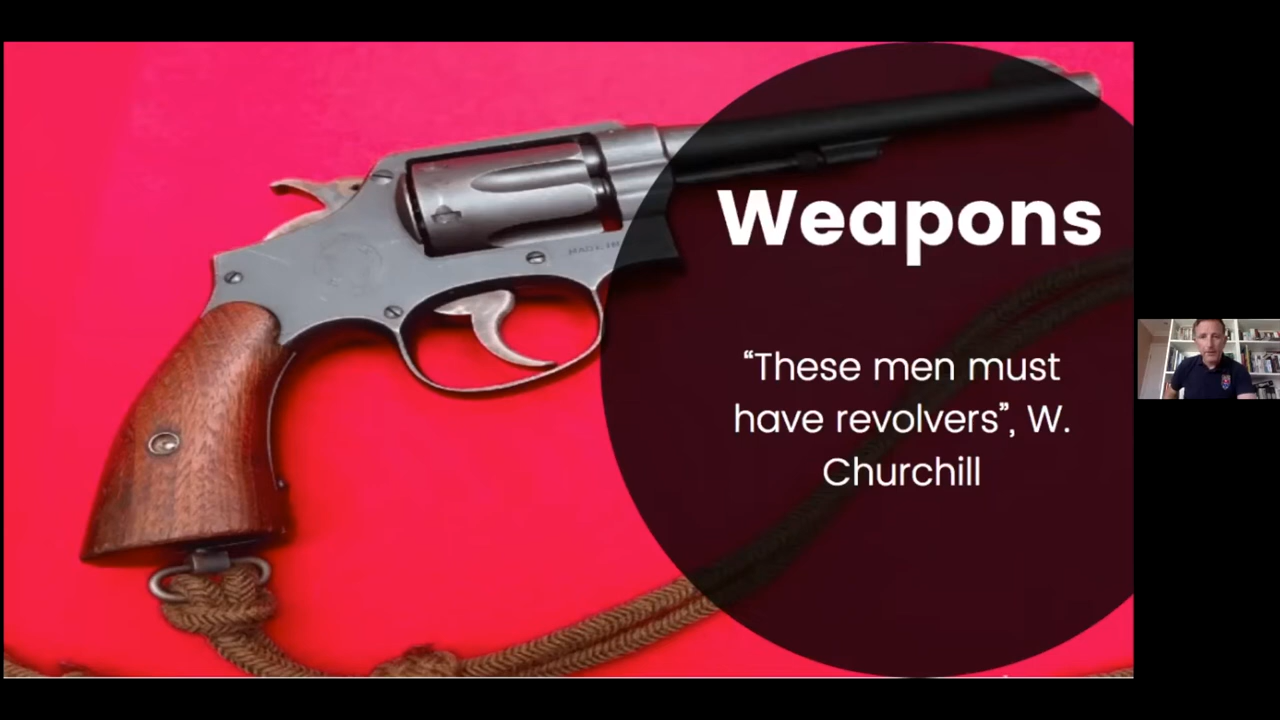 Weapons
“These men must
have revolvers”, W.
Churchill